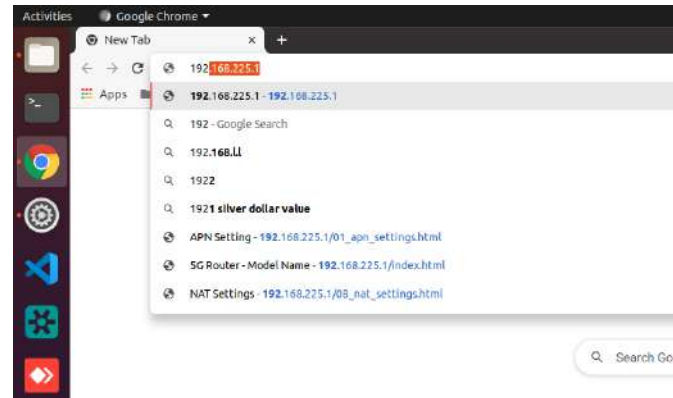 Activities Google Chrome
New Tab
192.168.225.1
Apps
192.168.225.1 - 192.168.225.1
192 - Google Search
192.168.l.l
1922
1921 silver dollar value
APN Setting - 192.168.225.1/01_apn_settings.html
5G Router - Model Name - 192.168.225.1/index.html
NAT Settings - 192.168.225.1/08_nat_settings.html
Search Go